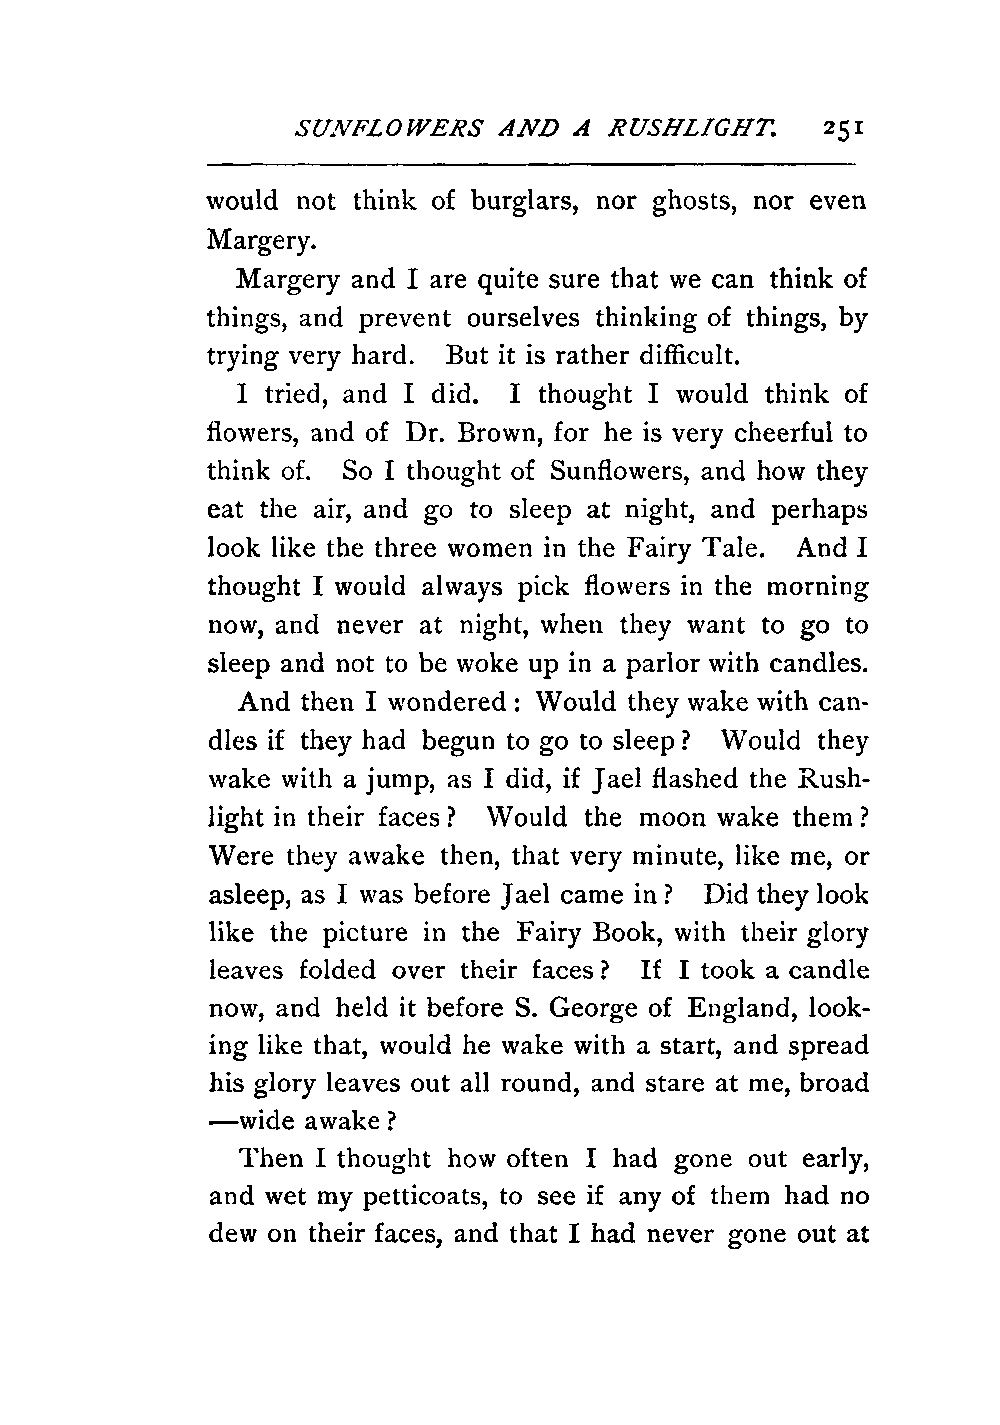 SUNFLOWERS AND A RUSHLIGHT. 251
would not think of burglars, nor ghosts, nor even
Margery.
Margery and I are quite sure that we can think of
things, and prevent ourselves thinking of things, by
trying very hard. But it is rather difficult.
I tried, and I did. I thought I would think of
flowers, and of Dr. Brown, for he is very cheerful to
think of. So I thought of Sunflowers, and how they
eat the air, and go to sleep at night, and perhaps
look like the three women in the Fairy Tale. And I
thought I would always pick flowers in the morning
now, and never at night, when they want to go to
sleep and not to be woke up in a parlor with candles.
And then I wondered: Would they wake with can-
dles if they had begun to go to sleep? Would they
wake with a jump, as I did, if Jael flashed the Rush-
light in their faces? Would the moon wake them?
Were they awake then, that very minute, like me, or
asleep, as I was before Jael came in? Did they look
like the picture in the Fairy Book, with their glory
leaves folded over their faces? If I took a candle
now, and held it before S. George of England, look-
ing like that, would he wake with a start, and spread
his glory leaves out all round, and stare at me, broad
—wide awake?
Then I thought how often I had gone out early,
and wet my petticoats, to see if any of them had no
dew on their faces, and that I had never gone out at